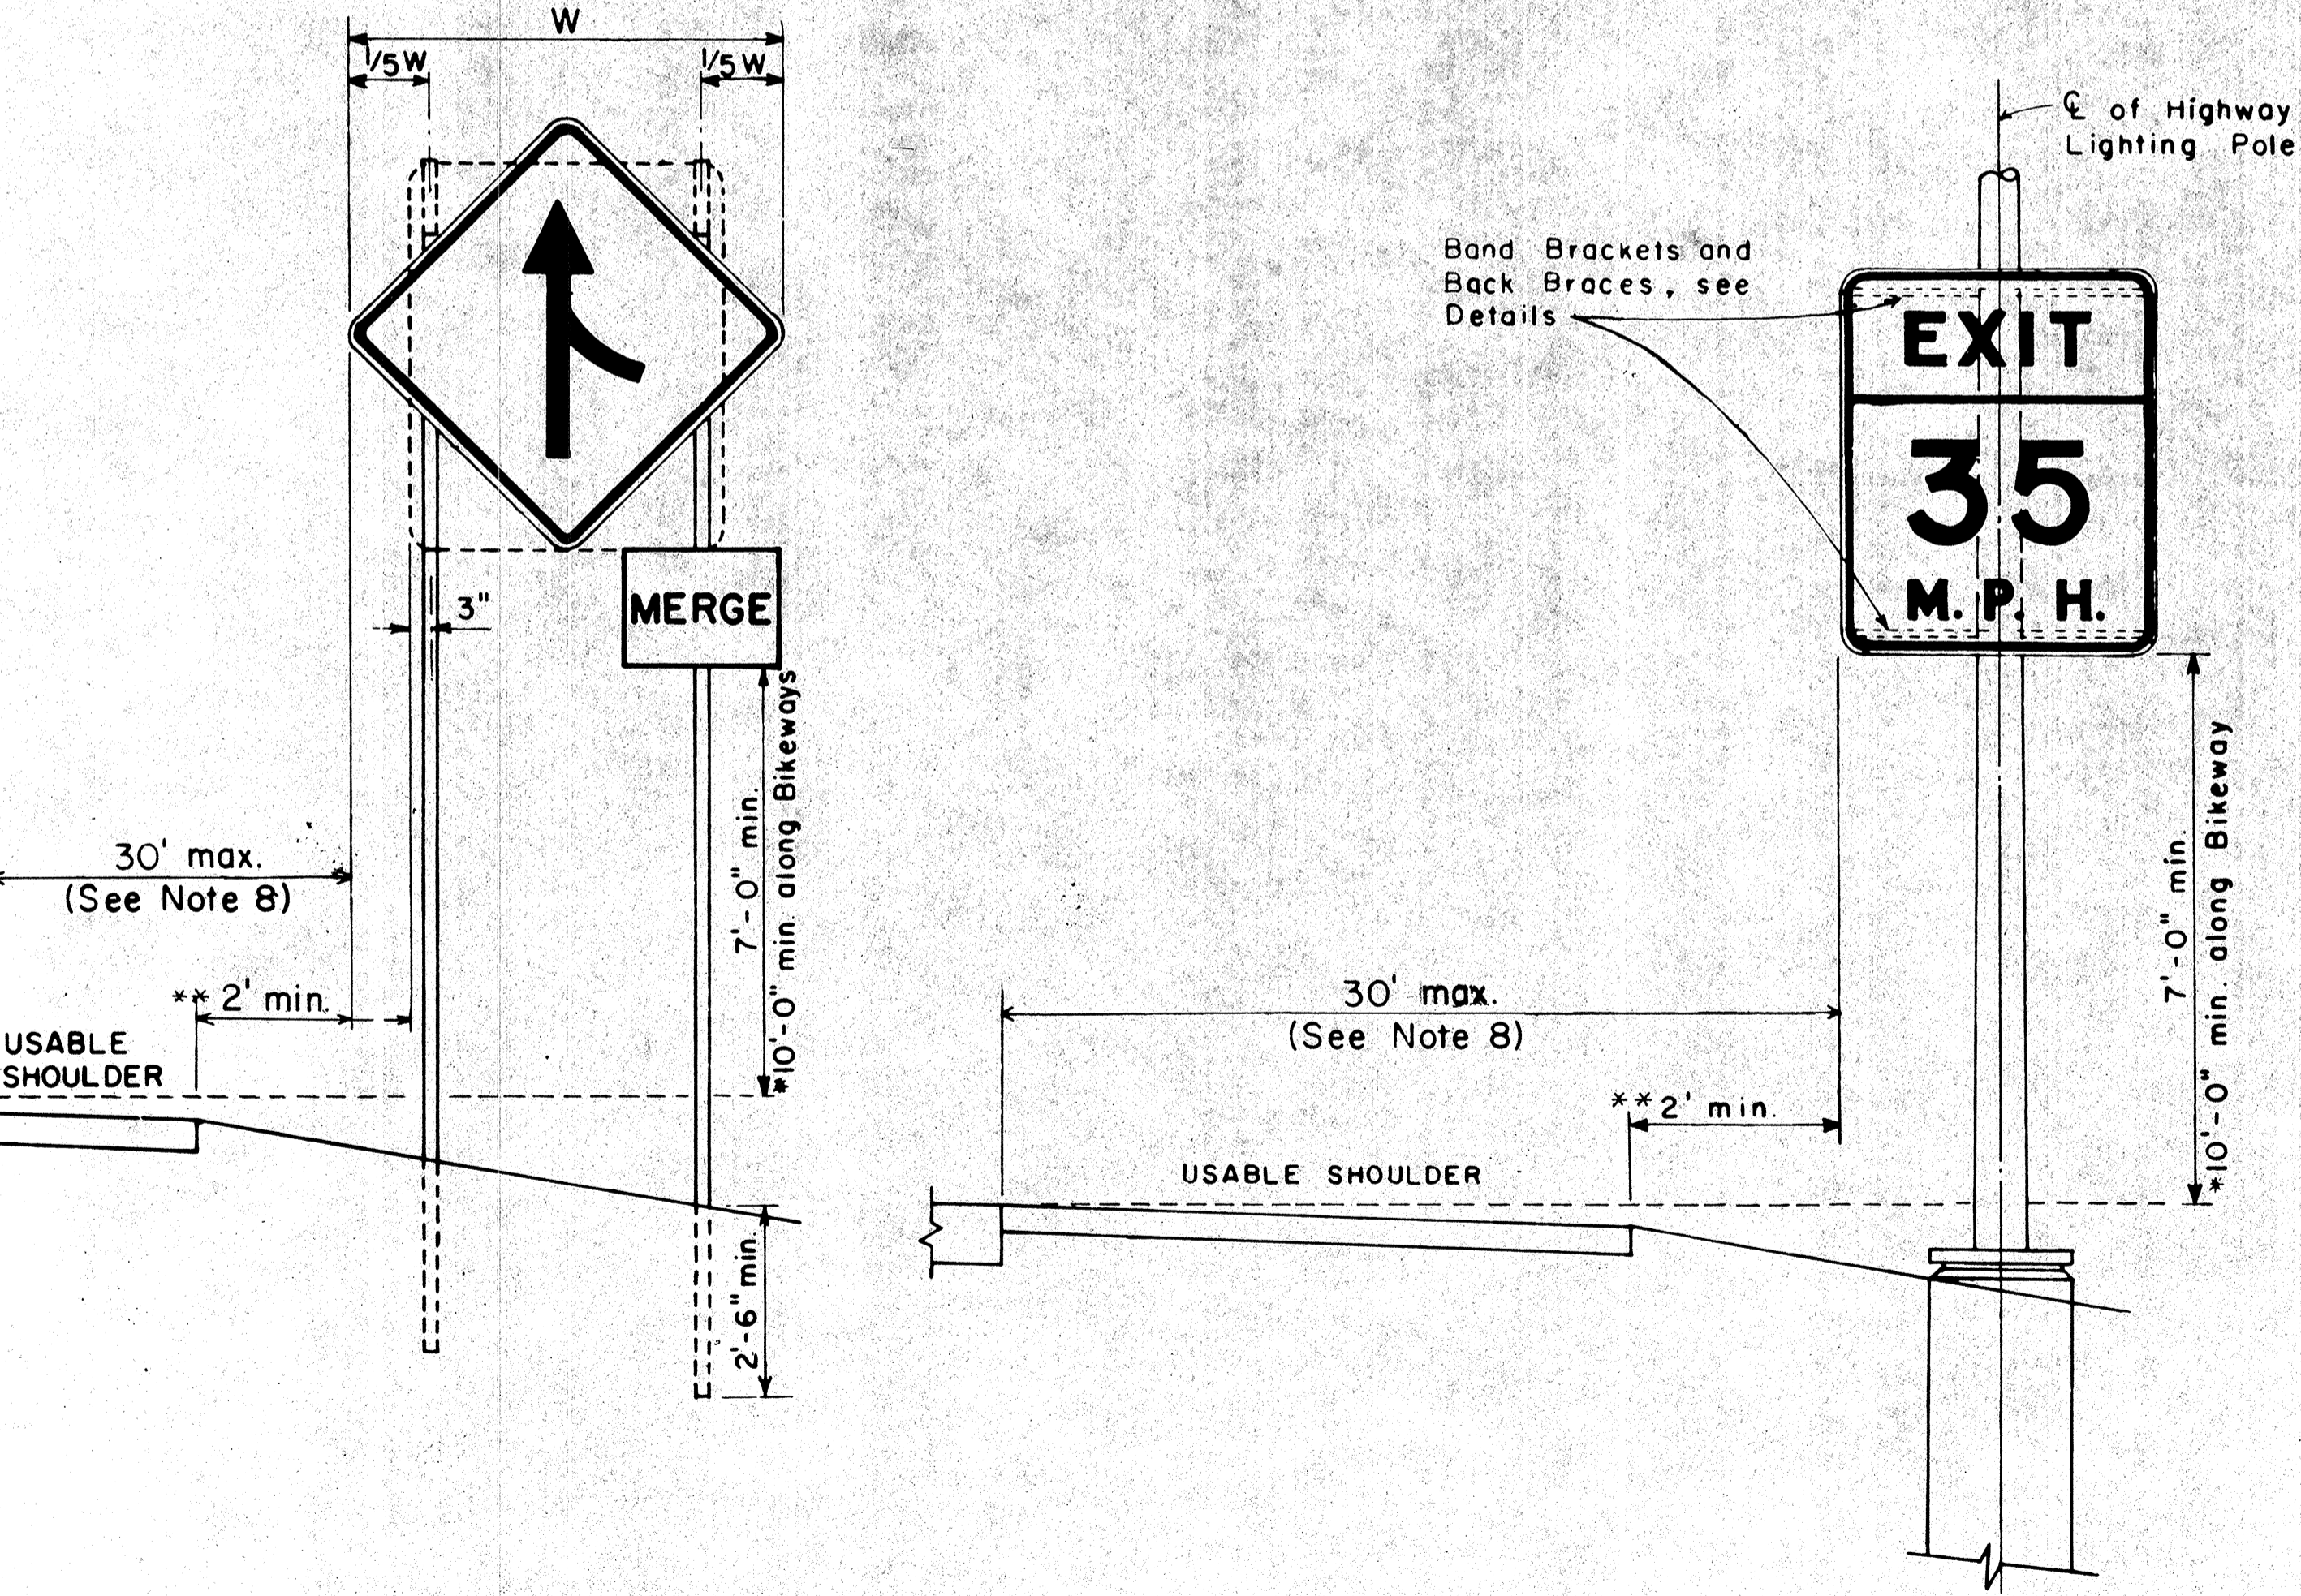 W
1/5 W
1/5 W
MERGE
3"
7'-0" min.
*10'-0" min. along Bikeways
30' max.
(See Note 8)
** 2' min.
USABLE
SHOULDER
2'-6" min.
℄ of Highway
Lighting Pole
Band Brackets and
Back Braces, see
Details
EXIT
35
M. P. H.
7'-0" min.
*10'-0" min. along Bikeway
30' max.
(See Note 8)
**2' min.
USABLE SHOULDER